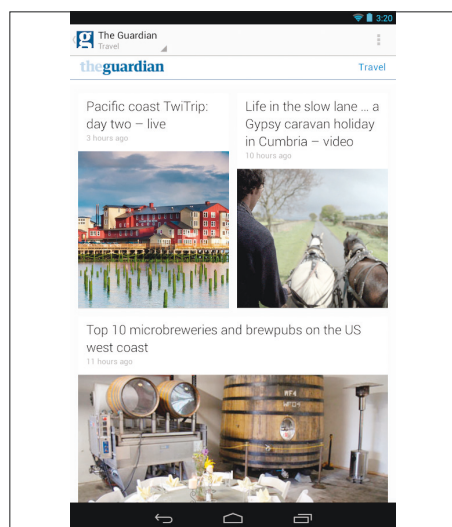 3:20
The Guardian
Travel
theguardian
Travel
Pacific coast TwiTrip:
day two – live
3 hours ago
Life in the slow lane ... a
Gypsy caravan holiday
in Cumbria – video
10 hours ago
Top 10 microbreweries and brewpubs on the US
west coast
11 hours ago